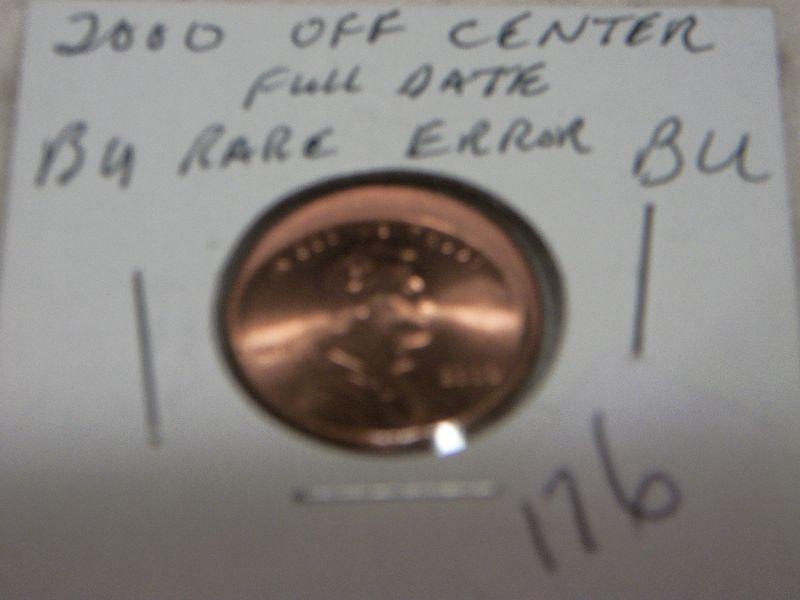 2000 OFF CENTER
FULL DATE
BU RARE ERROR BU
176